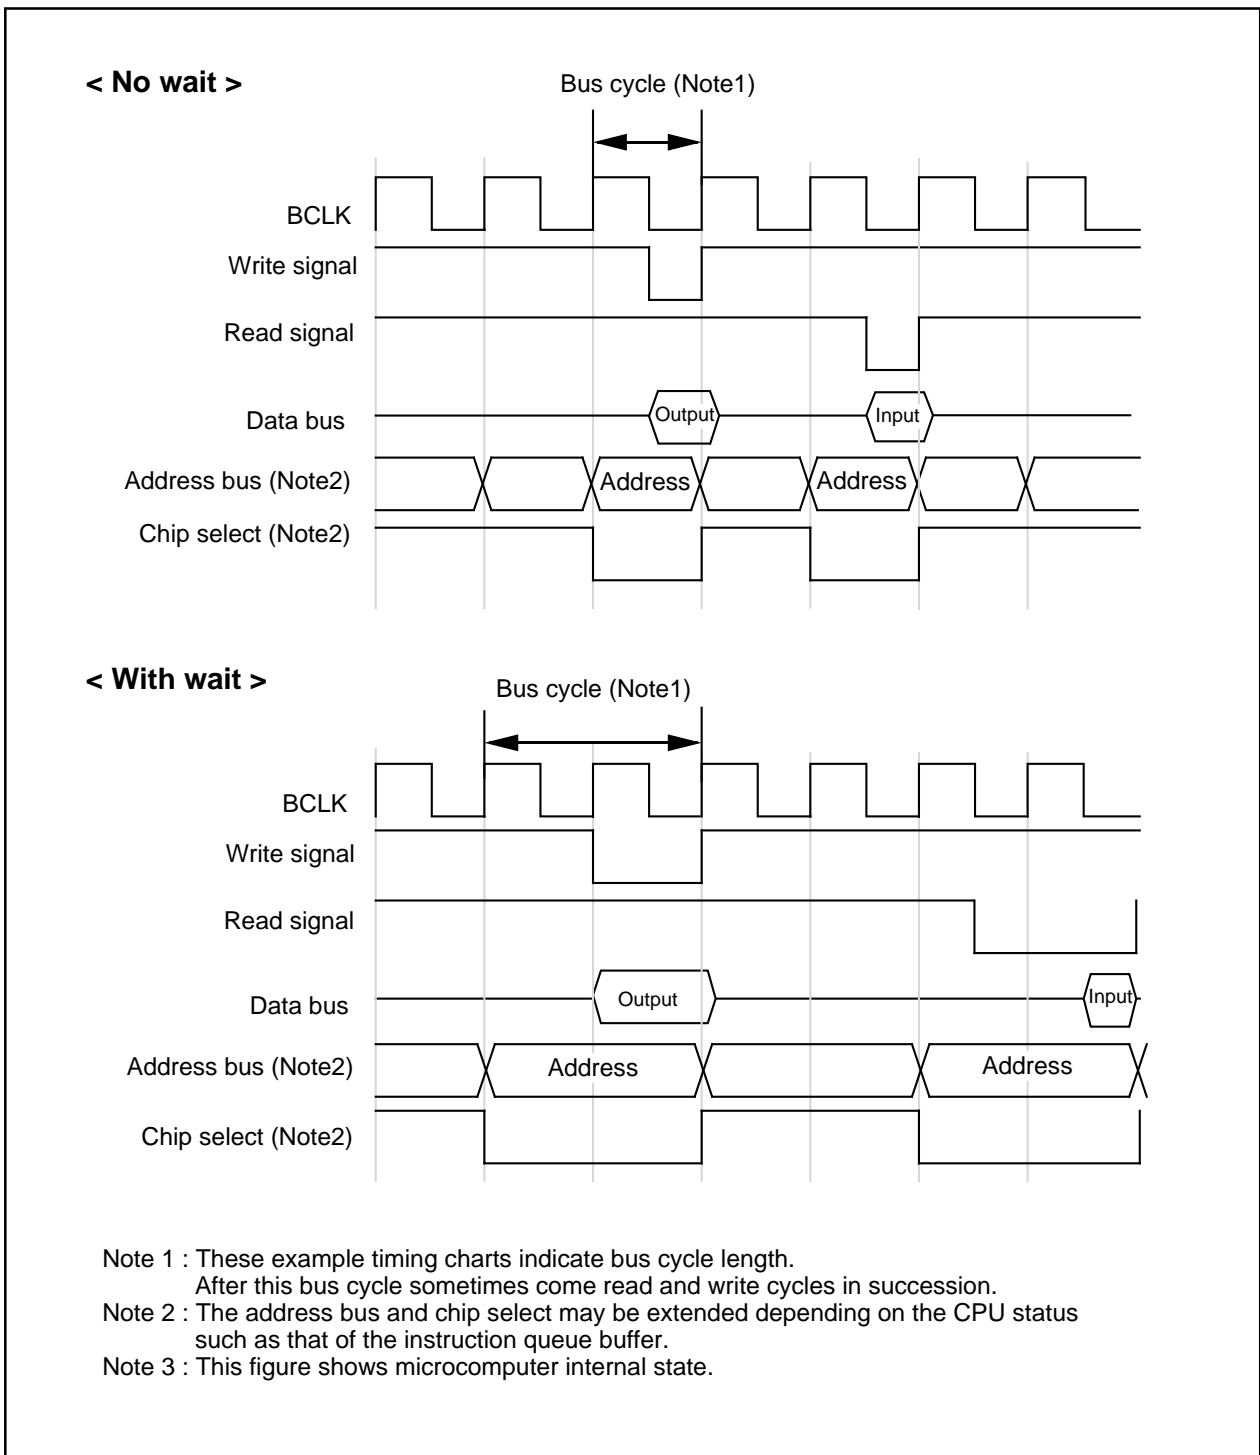 < No wait >
Bus cycle (Note1)
BCLK
Write signal
Read signal
Data bus
Output
Input
Address bus (Note2)
Address
Address
Chip select (Note2)
< With wait >
Bus cycle (Note1)
BCLK
Write signal
Read signal
Data bus
Output
Input
Address bus (Note2)
Address
Address
Chip select (Note2)
Note 1 : These example timing charts indicate bus cycle length.
After this bus cycle sometimes come read and write cycles in succession.
Note 2 : The address bus and chip select may be extended depending on the CPU status
such as that of the instruction queue buffer.
Note 3 : This figure shows microcomputer internal state.